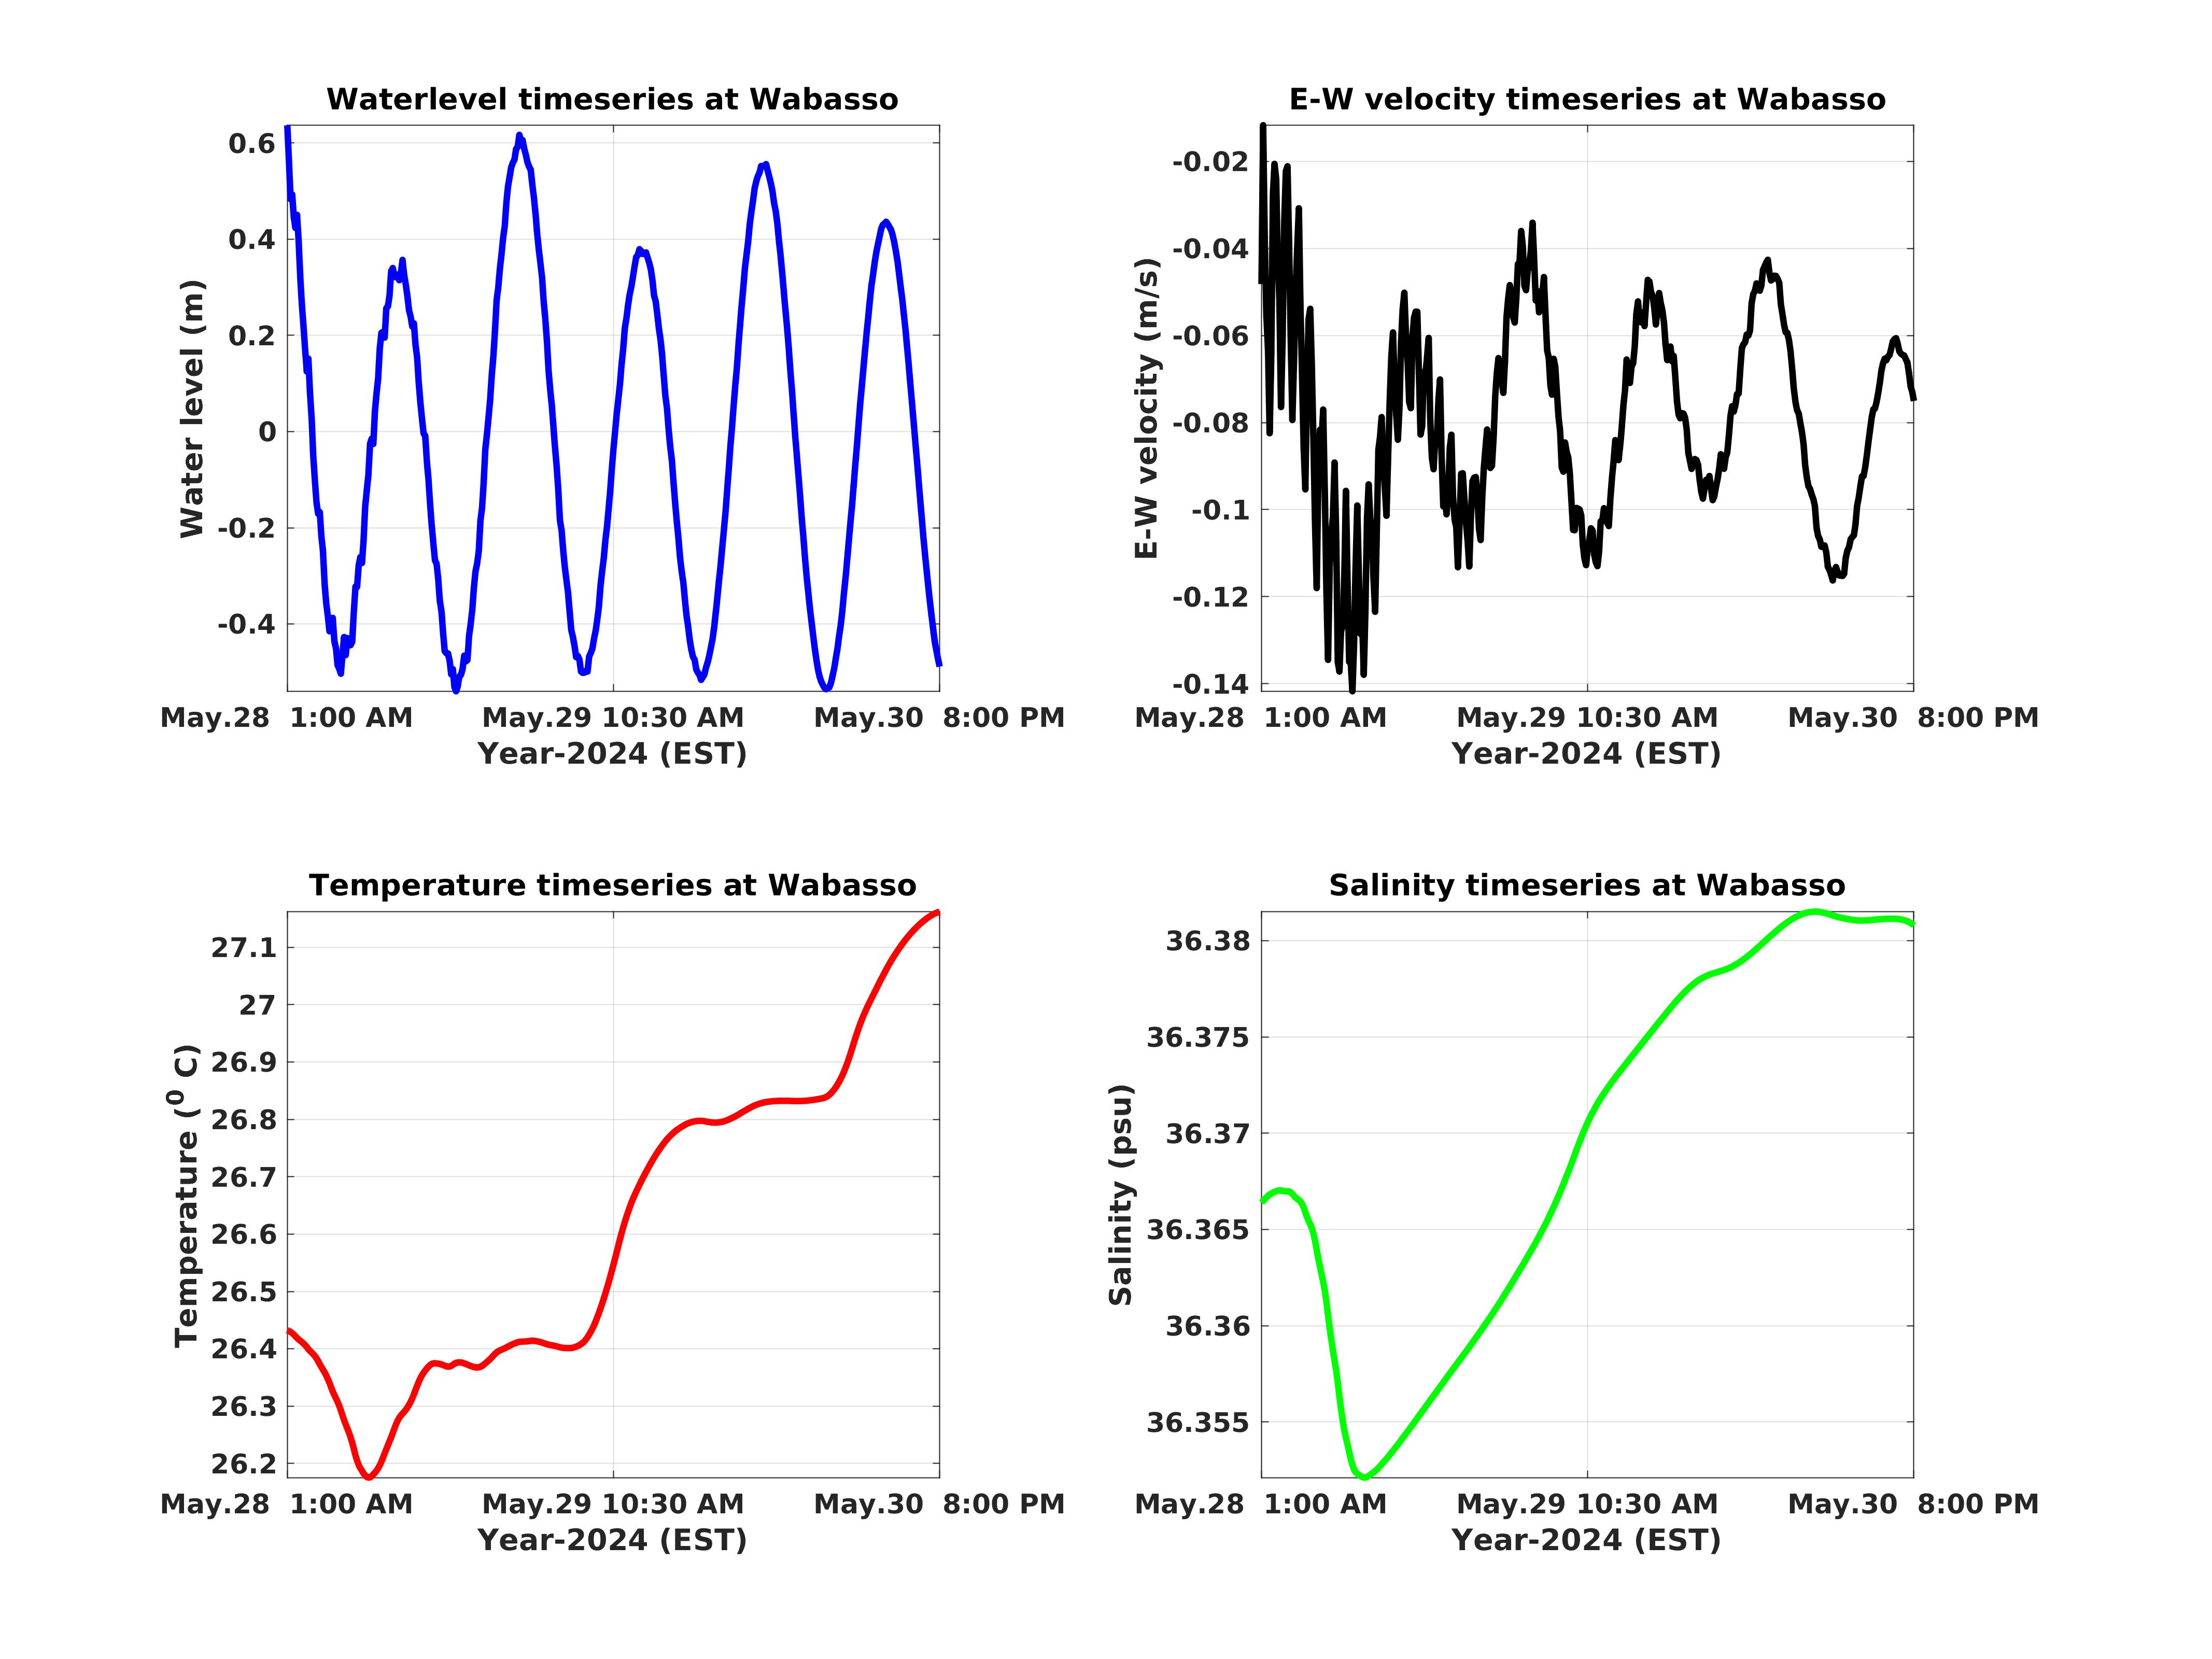 Waterlevel timeseries at Wabasso
0.6
0.4
0.2
0
-0.2
-0.4
Water level (m)
May.28 1:00 AM May.29 10:30 AM May.30 8:00 PM
Year-2024 (EST)
E-W velocity timeseries at Wabasso
-0.02
-0.04
-0.06
-0.08
-0.1
-0.12
-0.14
E-W velocity (m/s)
May.28 1:00 AM May.29 10:30 AM May.30 8:00 PM
Year-2024 (EST)
Temperature timeseries at Wabasso
27.1
27
26.9
26.8
26.7
26.6
26.5
26.4
26.3
26.2
Temperature (⁰ C)
May.28 1:00 AM May.29 10:30 AM May.30 8:00 PM
Year-2024 (EST)
Salinity timeseries at Wabasso
36.38
36.375
36.37
36.365
36.36
36.355
Salinity (psu)
May.28 1:00 AM May.29 10:30 AM May.30 8:00 PM
Year-2024 (EST)